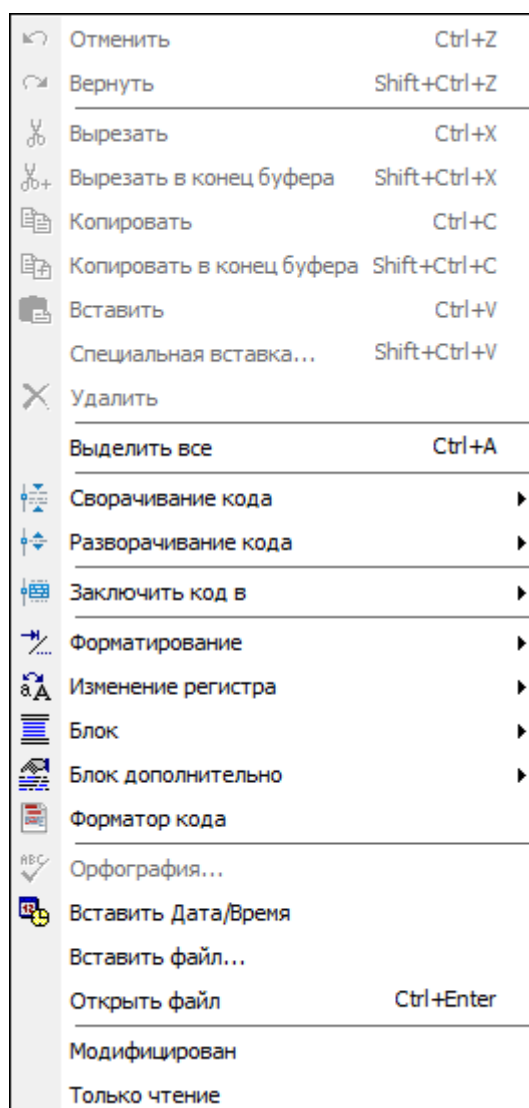 Отменить Ctrl+Z
Вернуть Shift+Ctrl+Z
Вырезать Ctrl+X
Вырезать в конец буфера Shift+Ctrl+X
Копировать Ctrl+C
Копировать в конец буфера Shift+Ctrl+C
Вставить Ctrl+V
Специальная вставка... Shift+Ctrl+V
Удалить
Выделить все Ctrl+A
Сворачивание кода
Разворачивание кода
Заключить код в
Форматирование
Изменение регистра
Блок
Блок дополнительно
Форматор кода
Орфография...
Вставить Дата/Время
Вставить файл...
Открыть файл Ctrl+Enter
Модифицирован
Только чтение